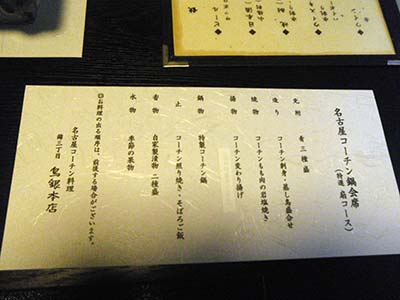 名古屋コーチン鍋会席
（特選 扇コース）
先附 肴三種盛
造り コーチン刺身・蒸し鳥盛合せ
焼物 コーチンもも肉の岩塩焼き
揚物 コーチン変わり揚げ
鍋物 特製コーチン鍋
止 コーチン照り焼き・そぼろご飯
香物 自家製漬物 二種盛
水物 季節の果物
◎お料理の出る順序は、前後する場合がございます。
名古屋コーチン料理
錦三丁目 鳥銀本店